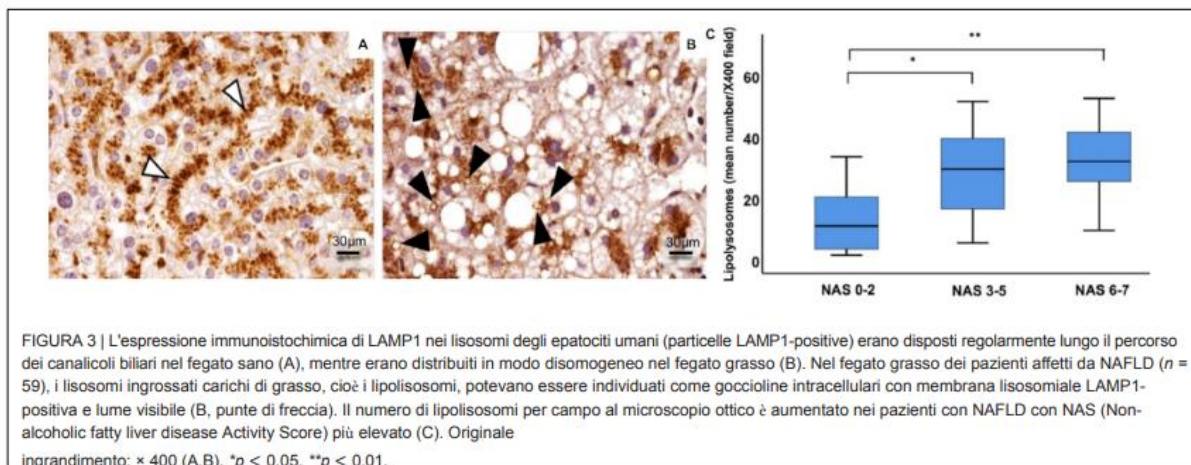 A
B
C
30µm
30µm
Lipolysosomes (mean number/X400 field)
60
40
20
0
*
**
NAS 0-2
NAS 3-5
NAS 6-7
FIGURA 3 | L'espressione immunoistochimica di LAMP1 nei lisosomi degli epatociti umani (particelle LAMP1-positive) erano disposti regolarmente lungo il percorso
dei canalicoli biliari nel fegato sano (A), mentre erano distribuiti in modo disomogeneo nel fegato grasso (B). Nel fegato grasso dei pazienti affetti da NAFLD (n =
59), i lisosomi ingrossati carichi di grasso, cioè i lipolisosomi, potevano essere individuati come goccioline intracellulari con membrana lisosomiale LAMP1-
positiva e lume visibile (B, punte di freccia). Il numero di lipolisosomi per campo al microscopio ottico è aumentato nei pazienti con NAFLD con NAS (Non-
alcoholic fatty liver disease Activity Score) più elevato (C). Originale
ingrandimento: × 400 (A,B). *p < 0.05, **p < 0.01.